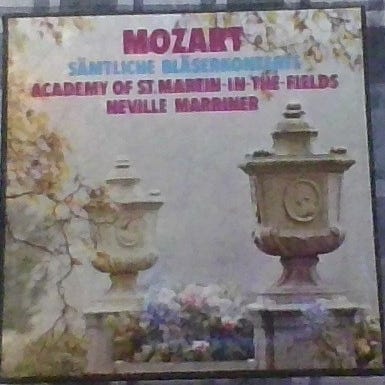 MOZART
SÄMTLICHE BLÄSERKONZERTE
ACADEMY OF ST. MARTIN-IN-THE-FIELDS
NEVILLE MARRINER